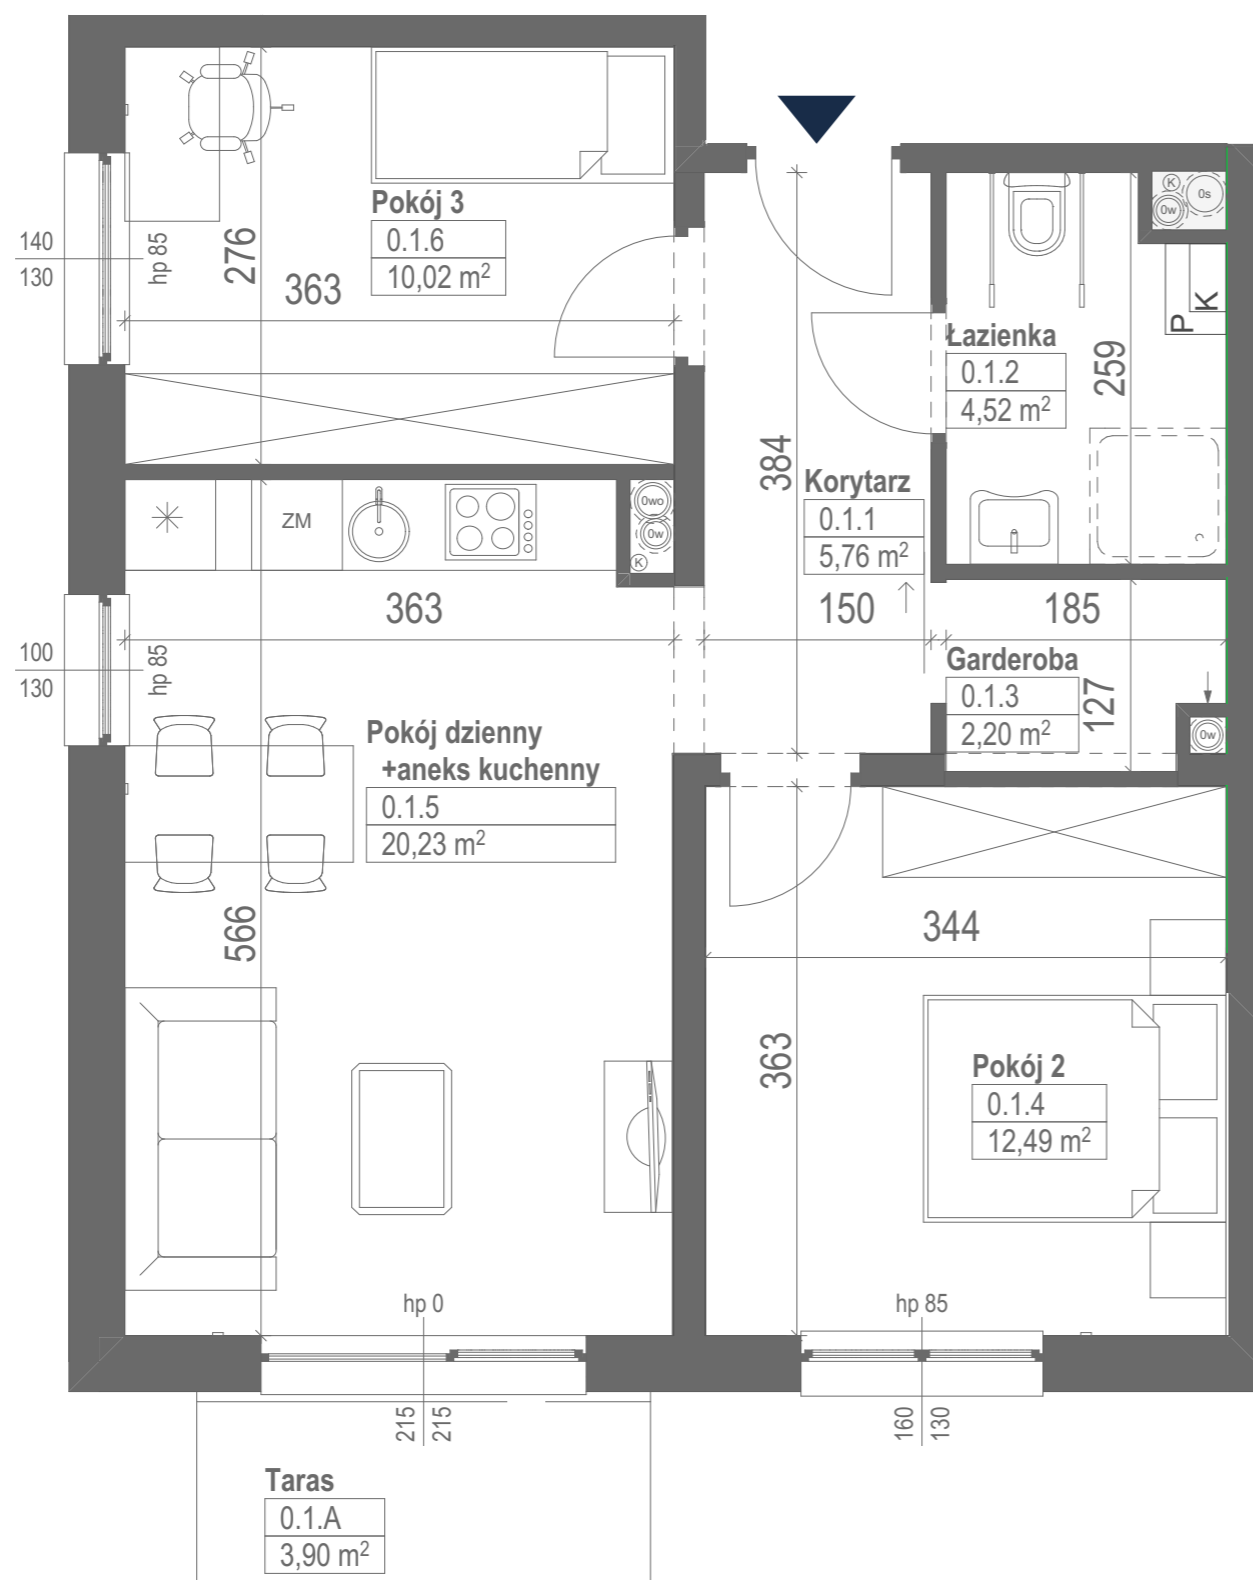 Pokój 3
0.1.6
10,02 m²
140
130
hp 85
276
363
K
0s
0w
P
K
Łazienka
0.1.2
4,52 m²
259
384
Korytarz
0.1.1
5,76 m²
ZM
0wo
0w
K
363
150
185
100
130
hp 85
Garderoba
0.1.3
2,20 m²
127
0w
Pokój dzienny
+aneks kuchenny
0.1.5
20,23 m²
566
344
363
Pokój 2
0.1.4
12,49 m²
hp 0
hp 85
215
215
160
130
Taras
0.1.A
3,90 m²